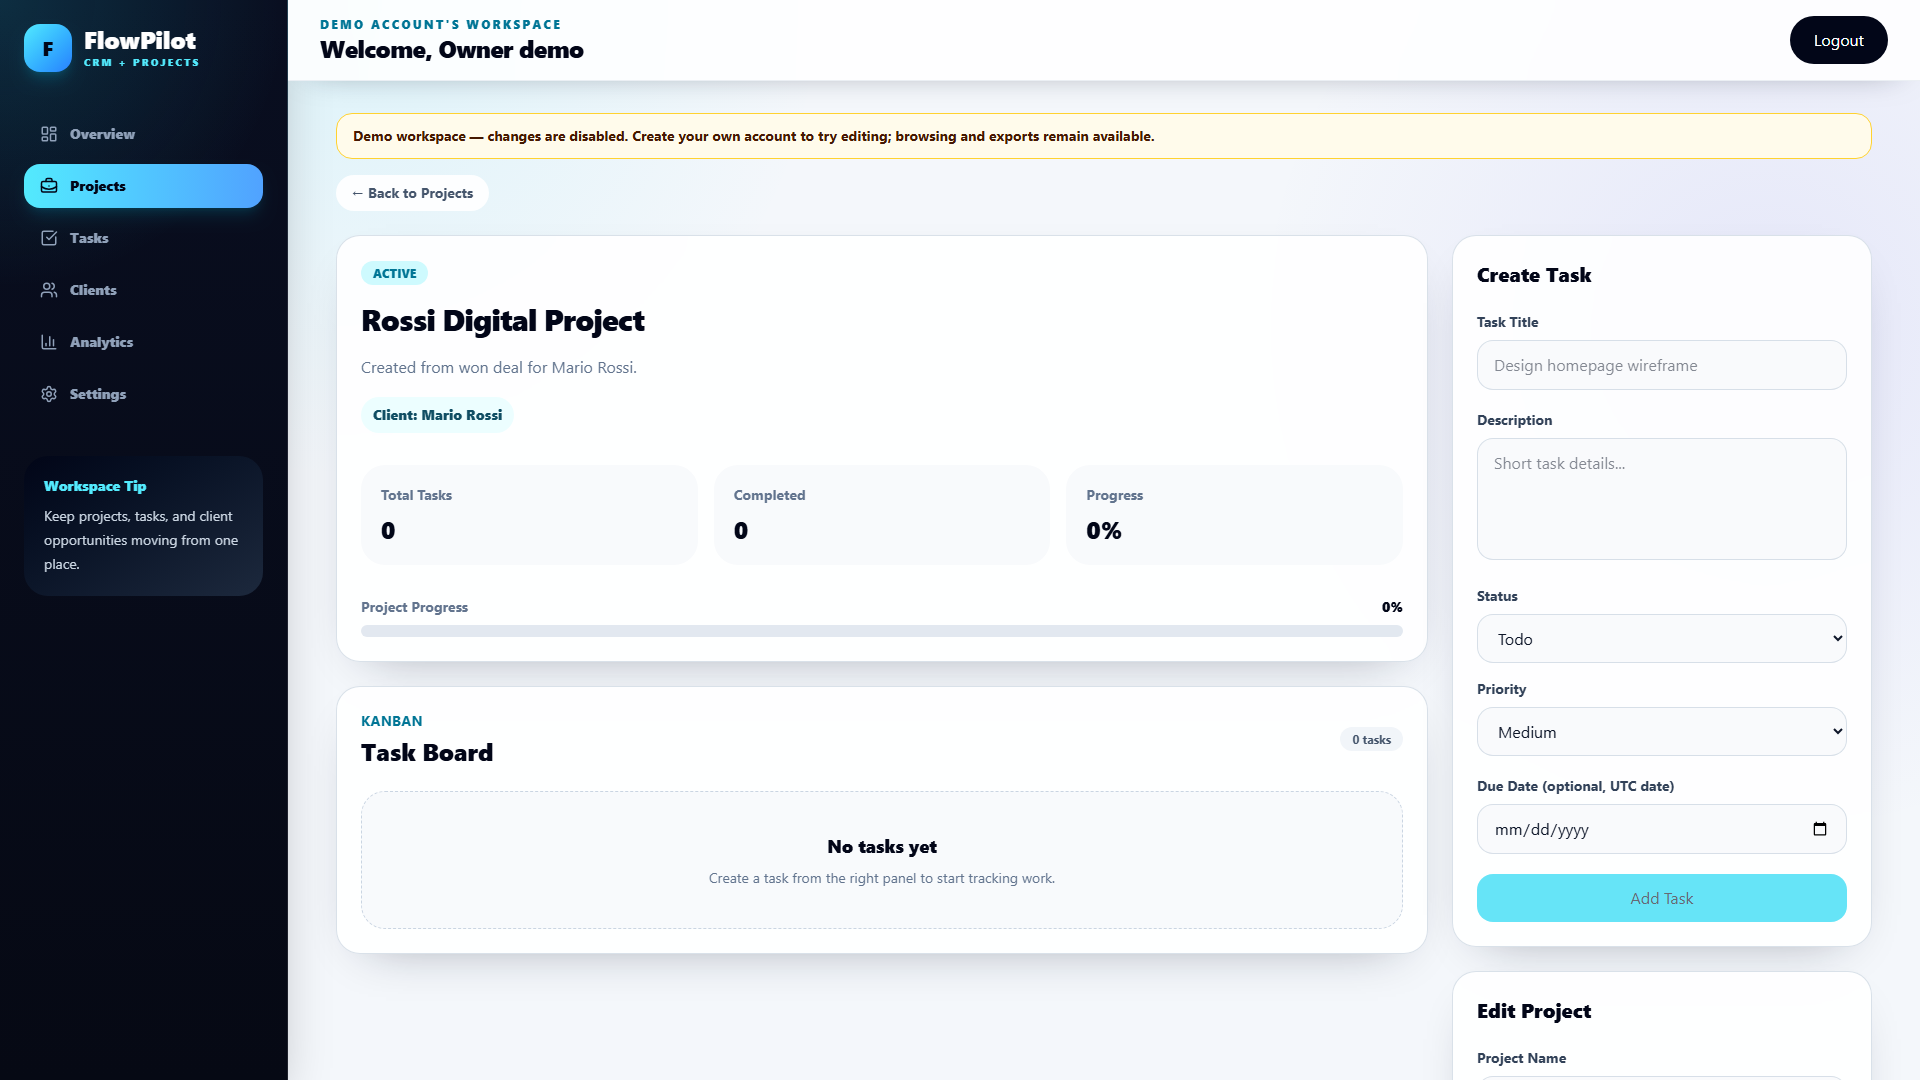 F
FlowPilot
CRM + PROJECTS
Overview
Projects
Tasks
Clients
Analytics
Settings
Workspace Tip
Keep projects, tasks, and client
opportunities moving from one
place.
DEMO ACCOUNT'S WORKSPACE
Welcome, Owner demo
Logout
Demo workspace — changes are disabled. Create your own account to try editing; browsing and exports remain available.
← Back to Projects
ACTIVE
Rossi Digital Project
Created from won deal for Mario Rossi.
Client: Mario Rossi
Total Tasks
0
Completed
0
Progress
0%
Project Progress
0%
KANBAN
Task Board
0 tasks
No tasks yet
Create a task from the right panel to start tracking work.
Create Task
Task Title
Design homepage wireframe
Description
Short task details...
Status
Todo
Priority
Medium
Due Date (optional, UTC date)
mm/dd/yyyy
Add Task
Edit Project
Project Name